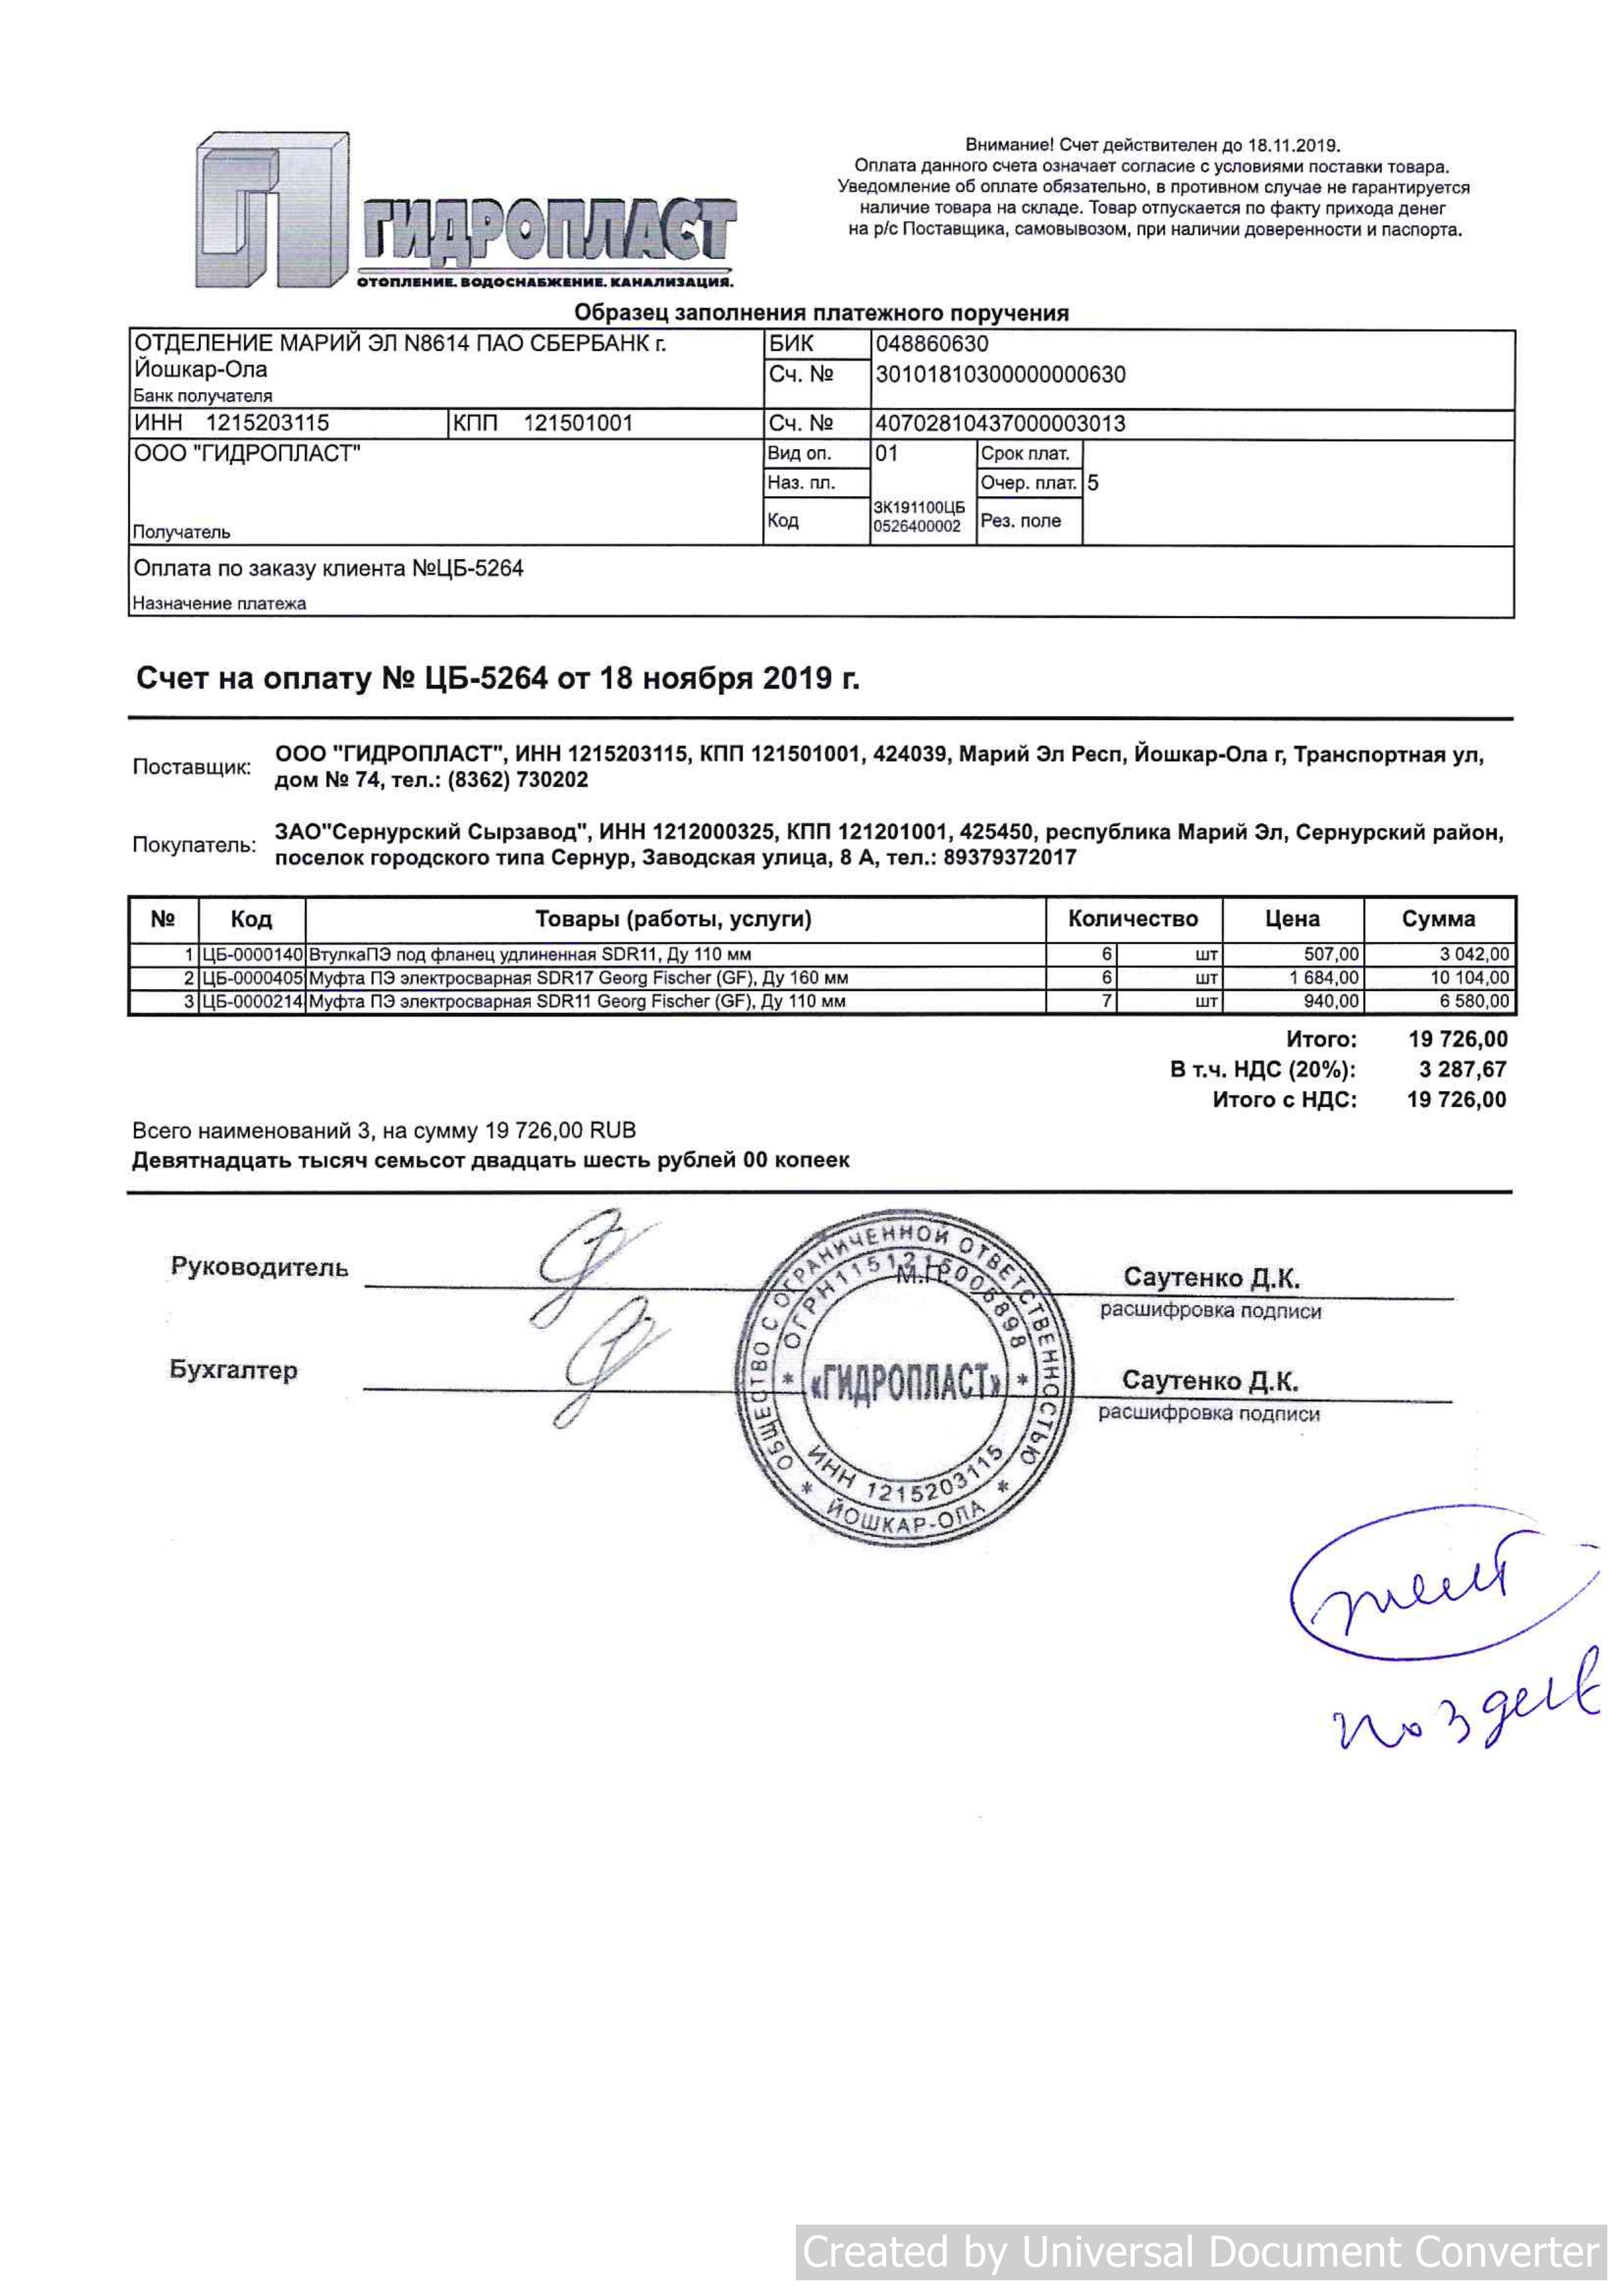 ГИДРОПЛАСТ
ОТОПЛЕНИЕ. ВОДОСНАБЖЕНИЕ. КАНАЛИЗАЦИЯ.
Внимание! Счет действителен до 18.11.2019.
Оплата данного счета означает согласие с условиями поставки товара.
Уведомление об оплате обязательно, в противном случае не гарантируется
наличие товара на складе. Товар отпускается по факту прихода денег
на р/с Поставщика, самовывозом, при наличии доверенности и паспорта.
Образец заполнения платежного поручения
ОТДЕЛЕНИЕ МАРИЙ ЭЛ N8614 ПАО СБЕРБАНК г. БИК 048860630
Йошкар-Ола Сч. № 30101810300000000630
Банк получателя
ИНН 1215203115 КПП 121501001 Сч. № 40702810437000003013
ООО "ГИДРОПЛАСТ" Вид оп. 01 Срок плат.
Наз. пл. Очер. плат. 5
Код ЗК191100ЦБ 0526400002 Рез. поле
Получатель
Оплата по заказу клиента №ЦБ-5264
Назначение платежа
Счет на оплату № ЦБ-5264 от 18 ноября 2019 г.
Поставщик: ООО "ГИДРОПЛАСТ", ИНН 1215203115, КПП 121501001, 424039, Марий Эл Респ, Йошкар-Ола г, Транспортная ул,
дом № 74, тел.: (8362) 730202
Покупатель: ЗАО"Сернурский Сырзавод", ИНН 1212000325, КПП 121201001, 425450, республика Марий Эл, Сернурский район,
поселок городского типа Сернур, Заводская улица, 8 А, тел.: 89379372017
№ Код Товары (работы, услуги) Количество Цена Сумма
1 ЦБ-0000140 ВтулкаПЭ под фланец удлиненная SDR11, Ду 110 мм 6 шт 507,00 3 042,00
2 ЦБ-0000405 Муфта ПЭ электросварная SDR17 Georg Fischer (GF), Ду 160 мм 6 шт 1 684,00 10 104,00
3 ЦБ-0000214 Муфта ПЭ электросварная SDR11 Georg Fischer (GF), Ду 110 мм 7 шт 940,00 6 580,00
Итого: 19 726,00
В т.ч. НДС (20%): 3 287,67
Итого с НДС: 19 726,00
Всего наименований 3, на сумму 19 726,00 RUB
Девятнадцать тысяч семьсот двадцать шесть рублей 00 копеек
Руководитель М.П. Саутенко Д.К.
расшифровка подписи
Бухгалтер Саутенко Д.К.
расшифровка подписи
ОБЩЕСТВО С ОГРАНИЧЕННОЙ ОТВЕТСТВЕННОСТЬЮ
* ОГРН1151215006898 *
«ГИДРОПЛАСТ»
ИНН 1215203115
* ЙОШКАР-ОЛА *
Created by Universal Document Converter